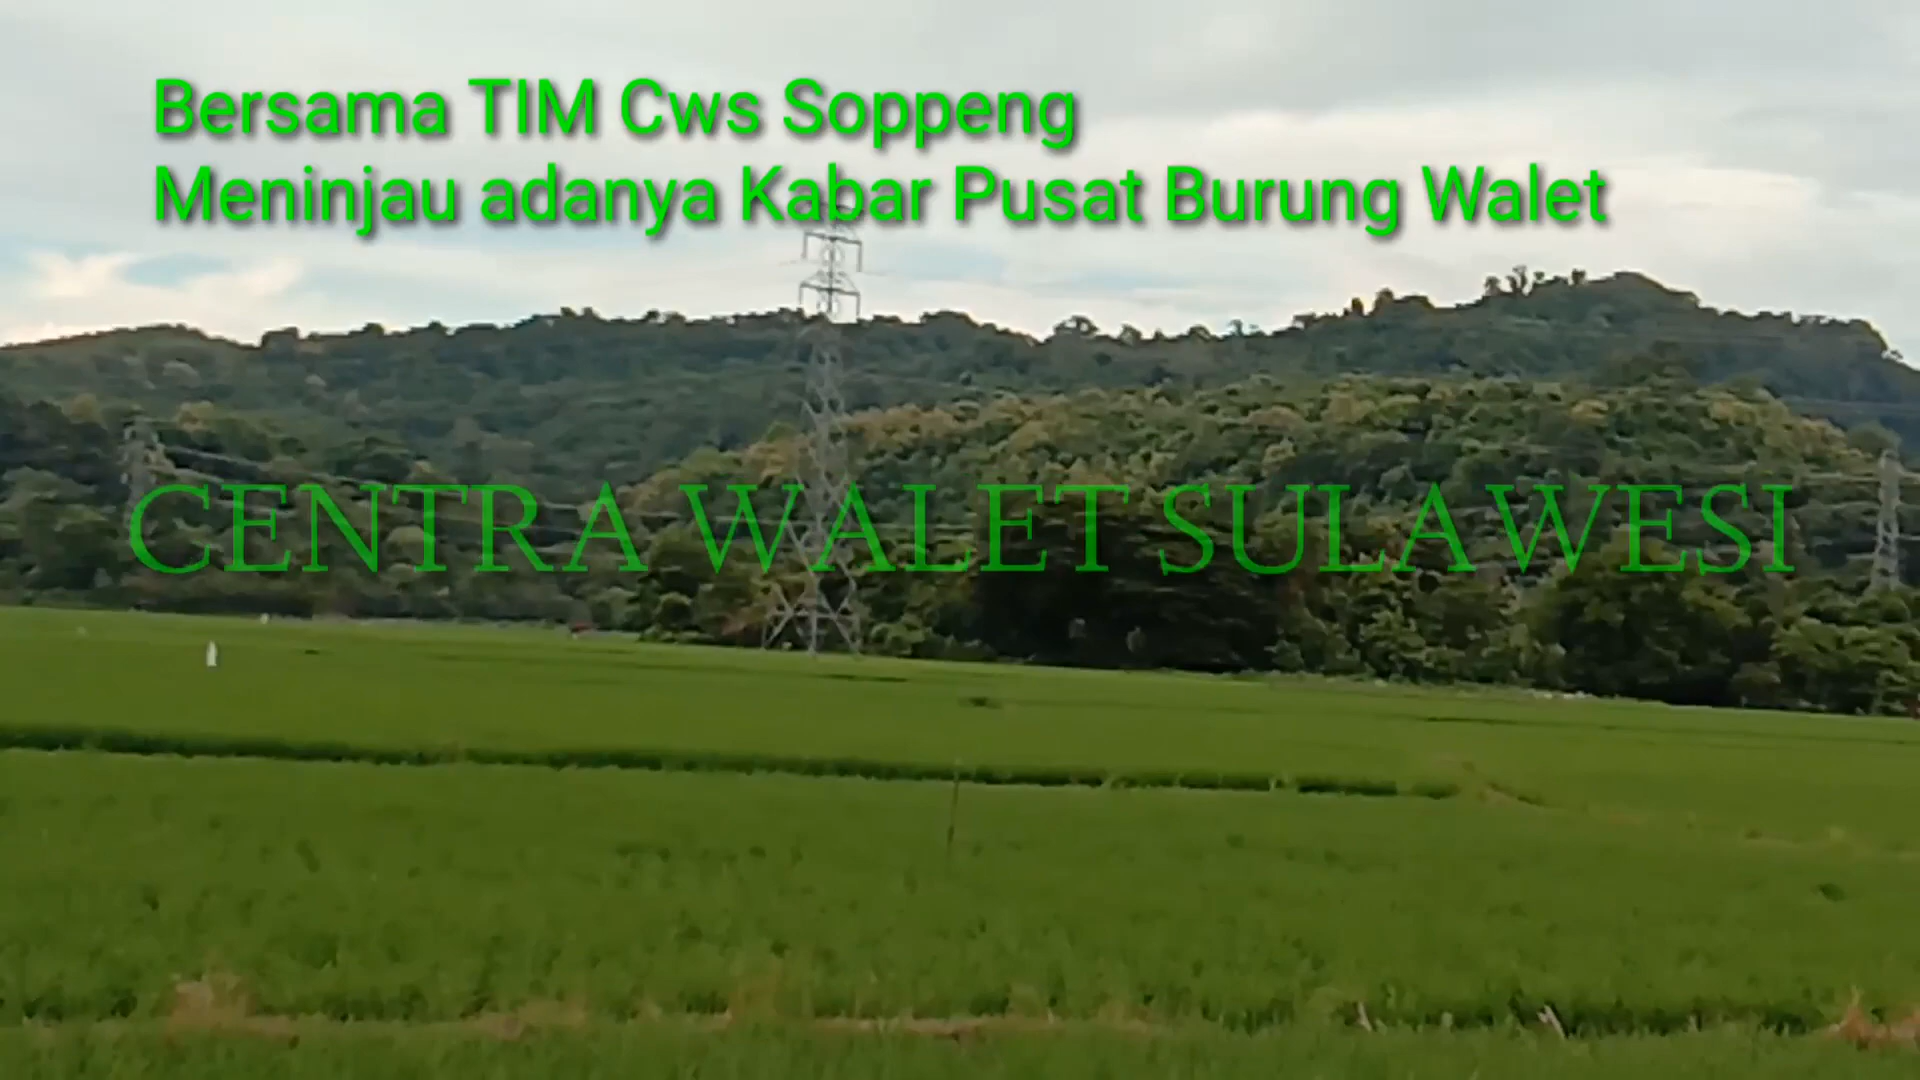 Bersama TIM Cws Soppeng
Meninjau adanya Kabar Pusat Burung Walet
CENTRA WALET SULAWESI